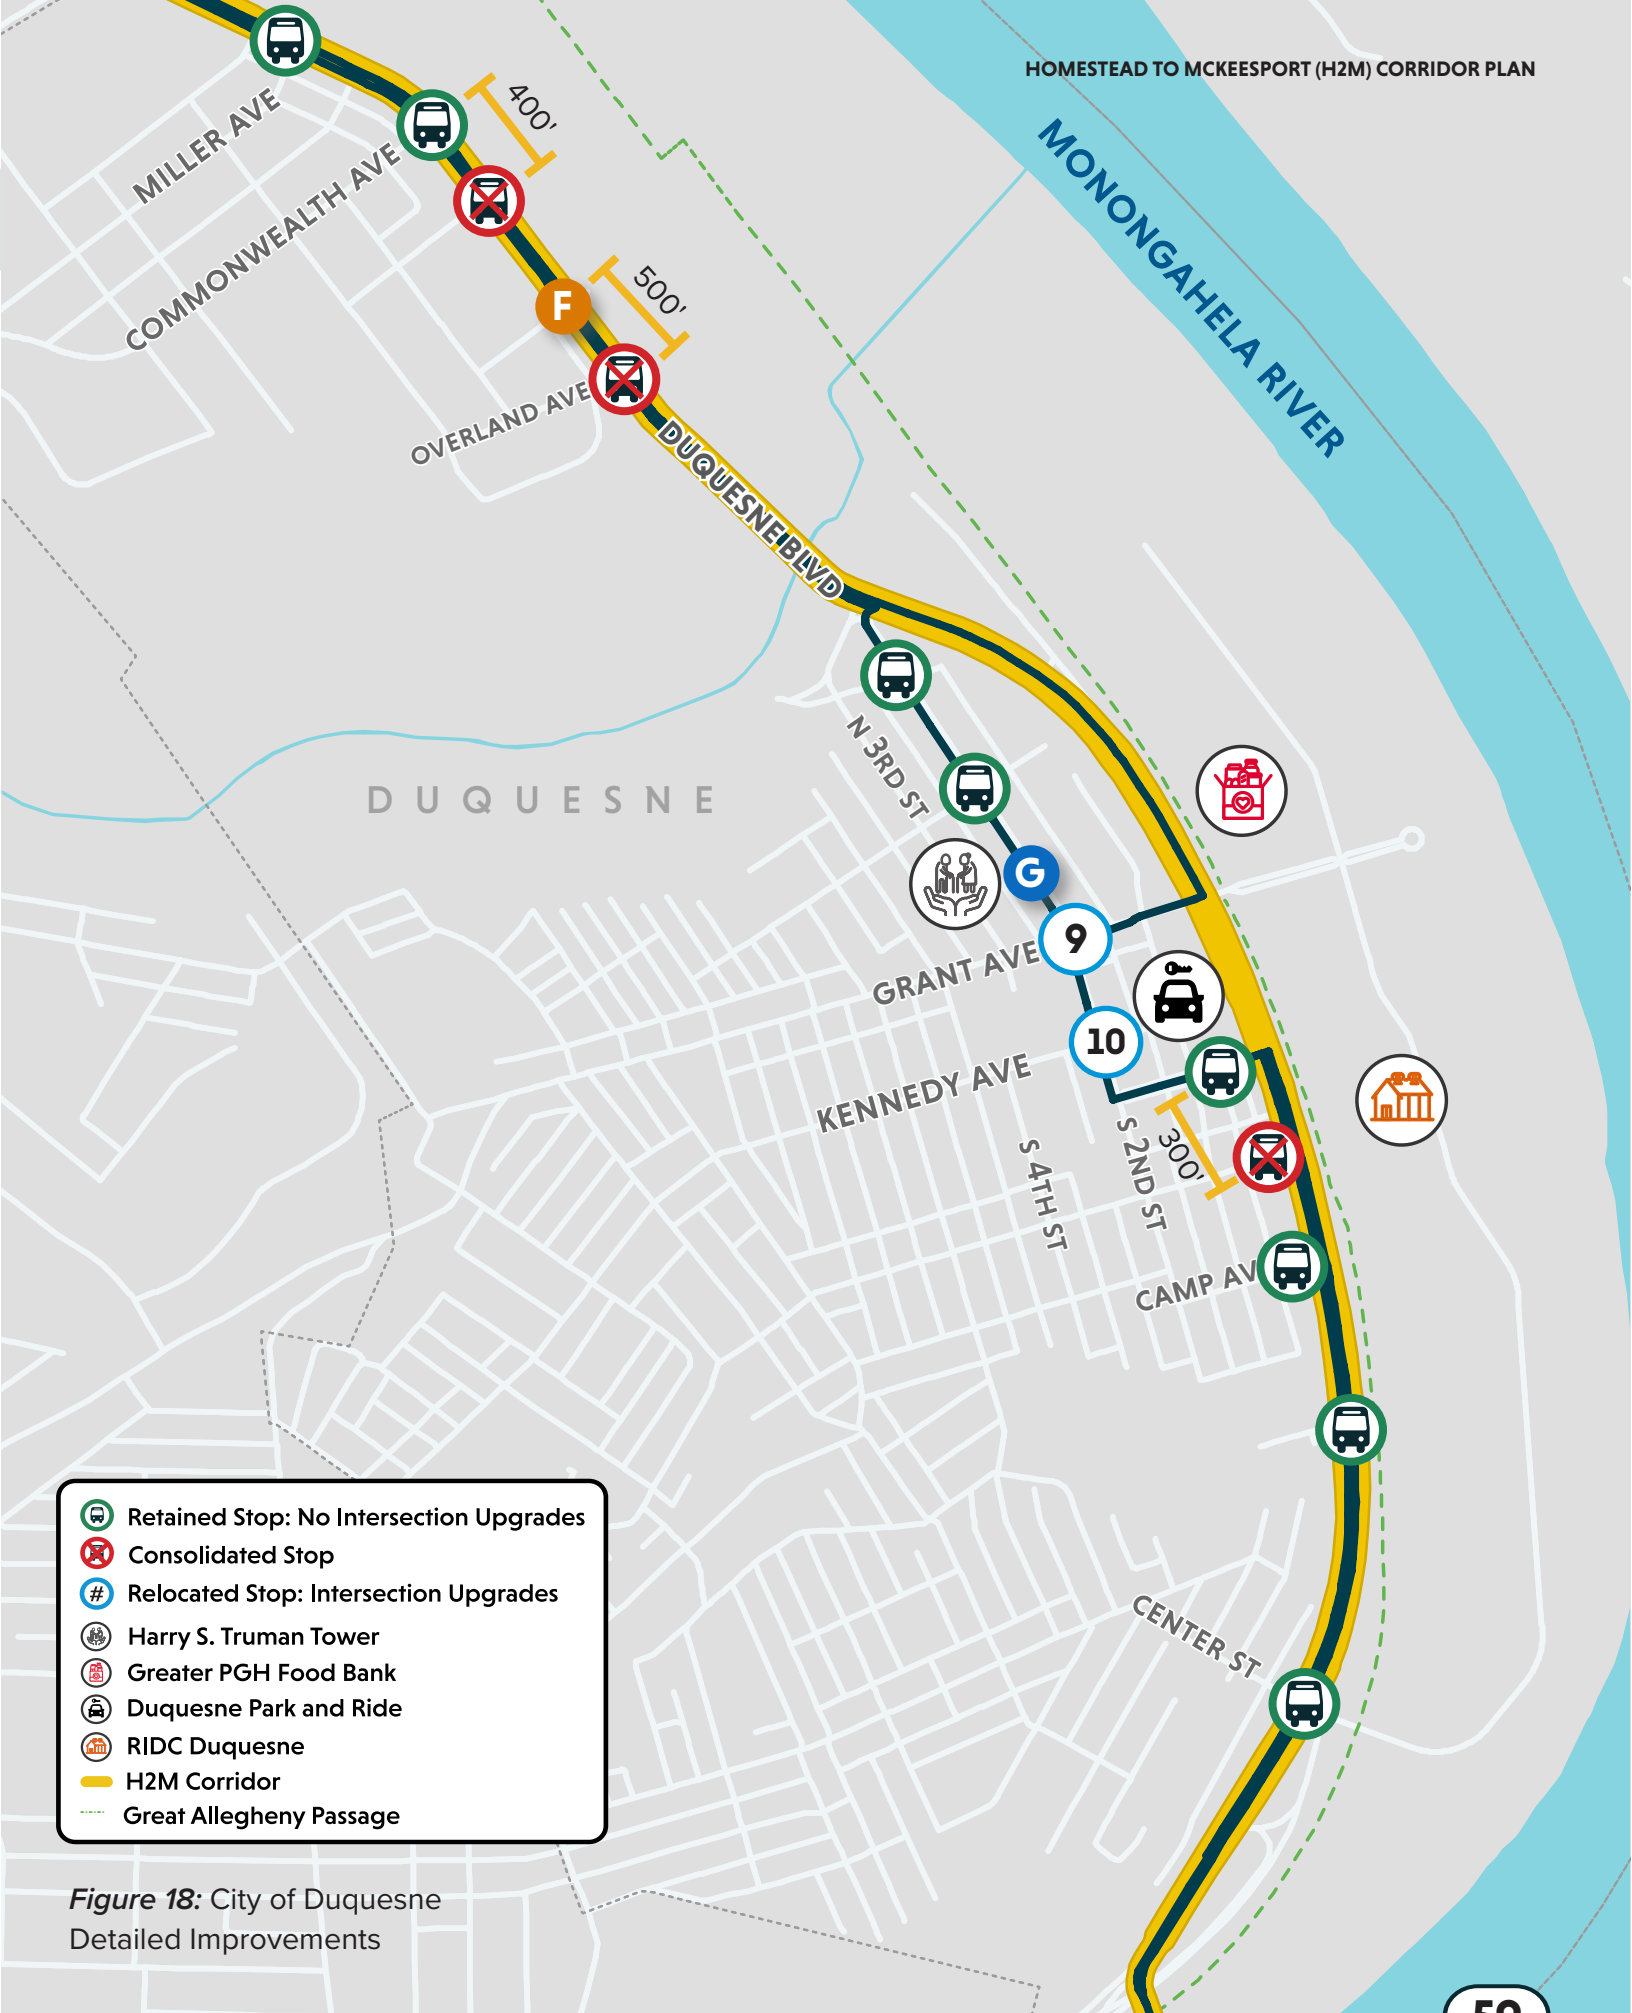 HOMESTEAD TO MCKEESPORT (H2M) CORRIDOR PLAN
MONONGAHELA RIVER
MILLER AVE
400'
COMMONWEALTH AVE
F
500'
OVERLAND AVE
DUQUESNE BLVD
N 3RD ST
DUQUESNE
G
9
GRANT AVE
10
KENNEDY AVE
S 4TH ST
S 2ND ST
300'
CAMP AV
CENTER ST
Retained Stop: No Intersection Upgrades
Consolidated Stop
# Relocated Stop: Intersection Upgrades
Harry S. Truman Tower
Greater PGH Food Bank
Duquesne Park and Ride
RIDC Duquesne
H2M Corridor
Great Allegheny Passage
Figure 18: City of Duquesne
Detailed Improvements